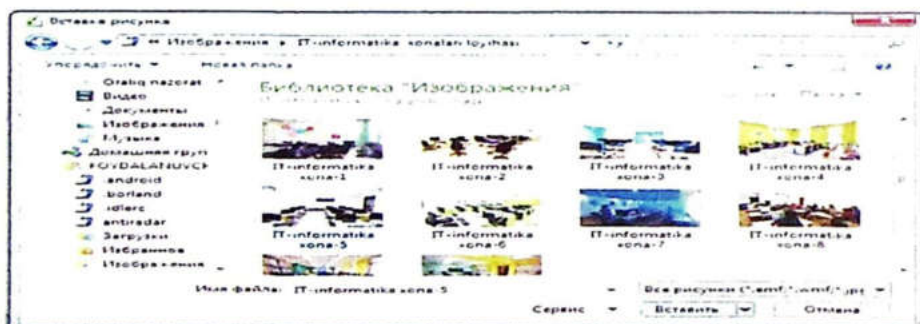 Вставка рисунка
Изображения ▸ IT-informatika xonalari loyihasi
Упорядочить Новая папка
Oraliq nazorat
Видео
Документы
Изображения
Музыка
Домашняя груп
FOYDALANUVCH
.android
.borland
.idlerc
antiradar
Загрузки
Избранное
Изображения
Библиотека "Изображения"
IT-informatika xona-1
IT-informatika xona-2
IT-informatika xona-3
IT-informatika xona-4
IT-informatika xona-5
IT-informatika xona-6
IT-informatika xona-7
IT-informatika xona-8
Имя файла: IT-informatika xona-5
Все рисунки (*.emf;*.wmf;*.jpg
Сервис Вставить Отмена